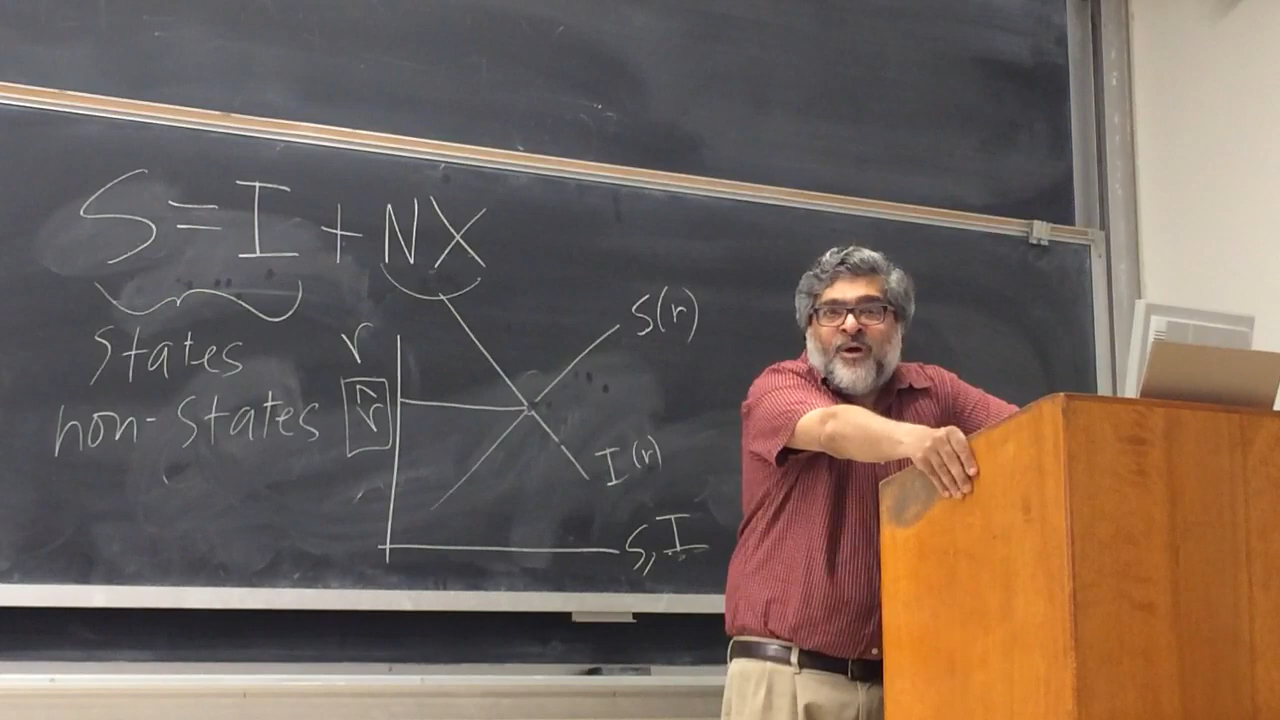 S = I + NX
States
non-States
r
r̂
S(r)
I(r)
S, I